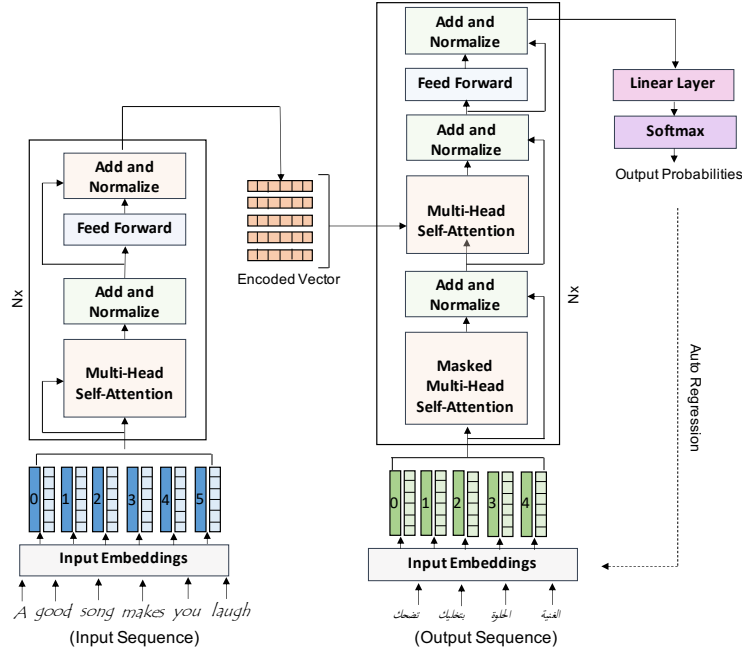 Add and
Normalize
Feed Forward
Add and
Normalize
Multi-Head
Self-Attention
Add and
Normalize
Masked
Multi-Head
Self-Attention
Nx
Linear Layer
Softmax
Output Probabilities
Auto Regression
Encoded Vector
Add and
Normalize
Feed Forward
Add and
Normalize
Multi-Head
Self-Attention
Nx
0 1 2 3 4 5
Input Embeddings
A good song makes you laugh
(Input Sequence)
0 1 2 3 4
Input Embeddings
الغنية الحلوة بتخليك تضحك
(Output Sequence)